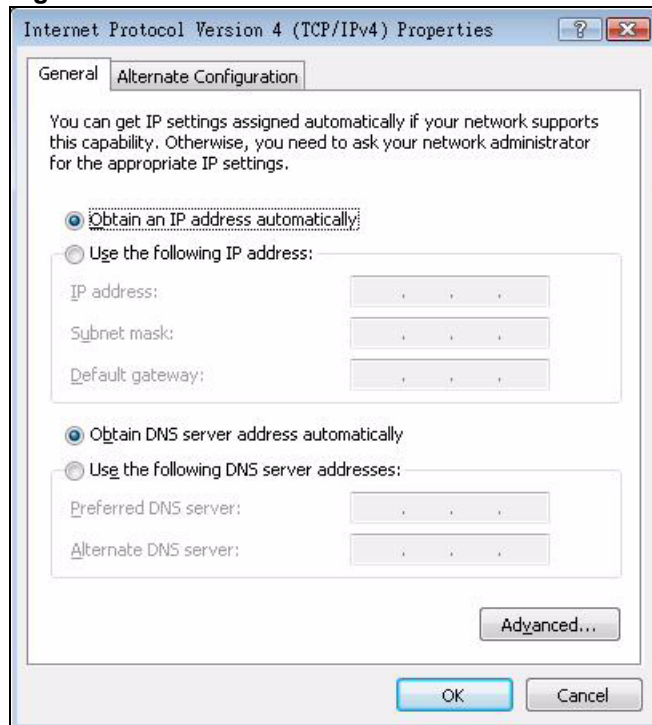 Internet Protocol Version 4 (TCP/IPv4) Properties
General
Alternate Configuration
You can get IP settings assigned automatically if your network supports
this capability. Otherwise, you need to ask your network administrator
for the appropriate IP settings.
Obtain an IP address automatically
Use the following IP address:
IP address:
Subnet mask:
Default gateway:
Obtain DNS server address automatically
Use the following DNS server addresses:
Preferred DNS server:
Alternate DNS server:
Advanced...
OK
Cancel